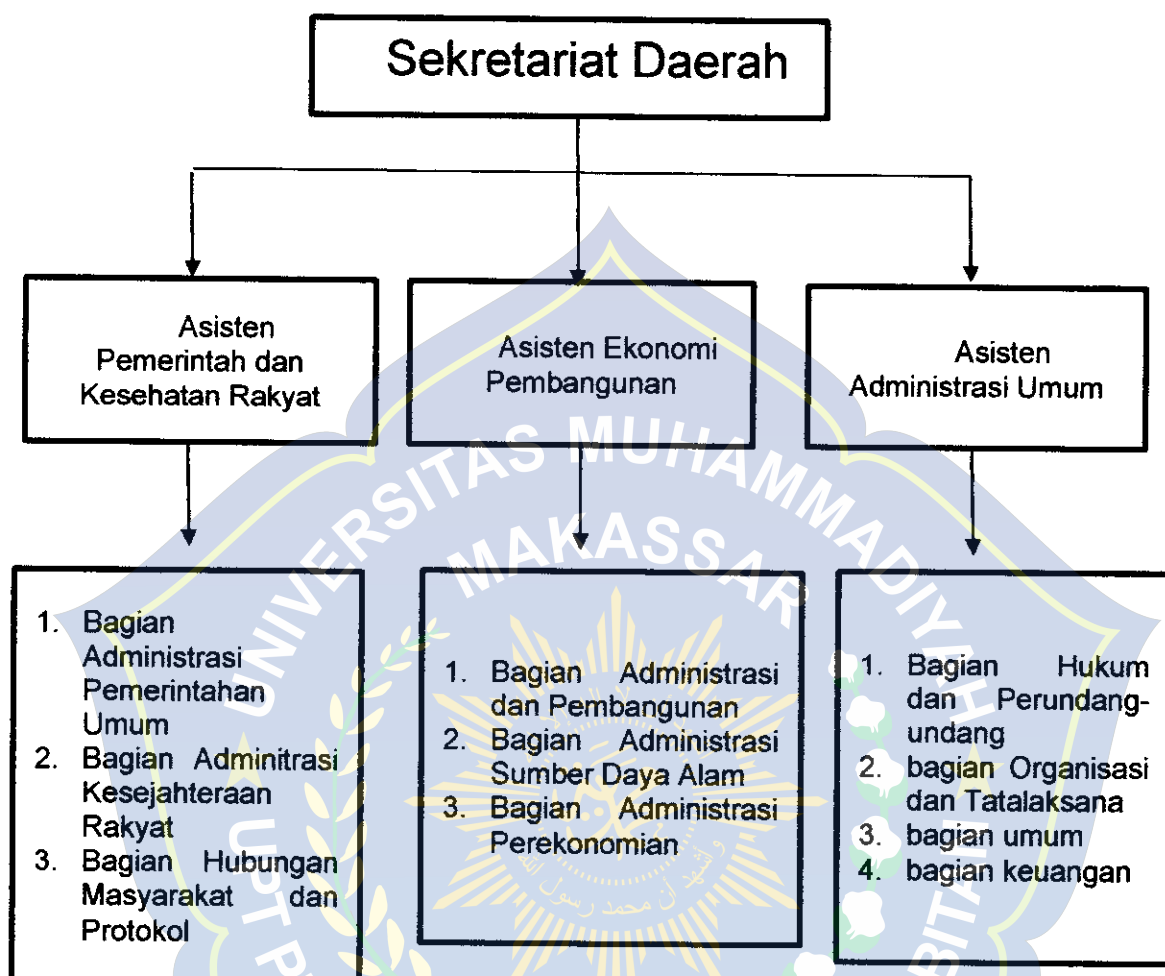 Sekretariat Daerah
Asisten
Pemerintah dan
Kesehatan Rakyat
Asisten Ekonomi
Pembangunan
Asisten
Administrasi Umum
1. Bagian
Administrasi
Pemerintahan
Umum
2. Bagian Adminitrasi
Kesejahteraan
Rakyat
3. Bagian Hubungan
Masyarakat dan
Protokol
1. Bagian Administrasi
dan Pembangunan
2. Bagian Administrasi
Sumber Daya Alam
3. Bagian Administrasi
Perekonomian
1. Bagian Hukum
dan Perundang-
undang
2. bagian Organisasi
dan Tatalaksana
3. bagian umum
4. bagian keuangan
UNIVERSITAS MUHAMMADIYAH
MAKASSAR
UPT